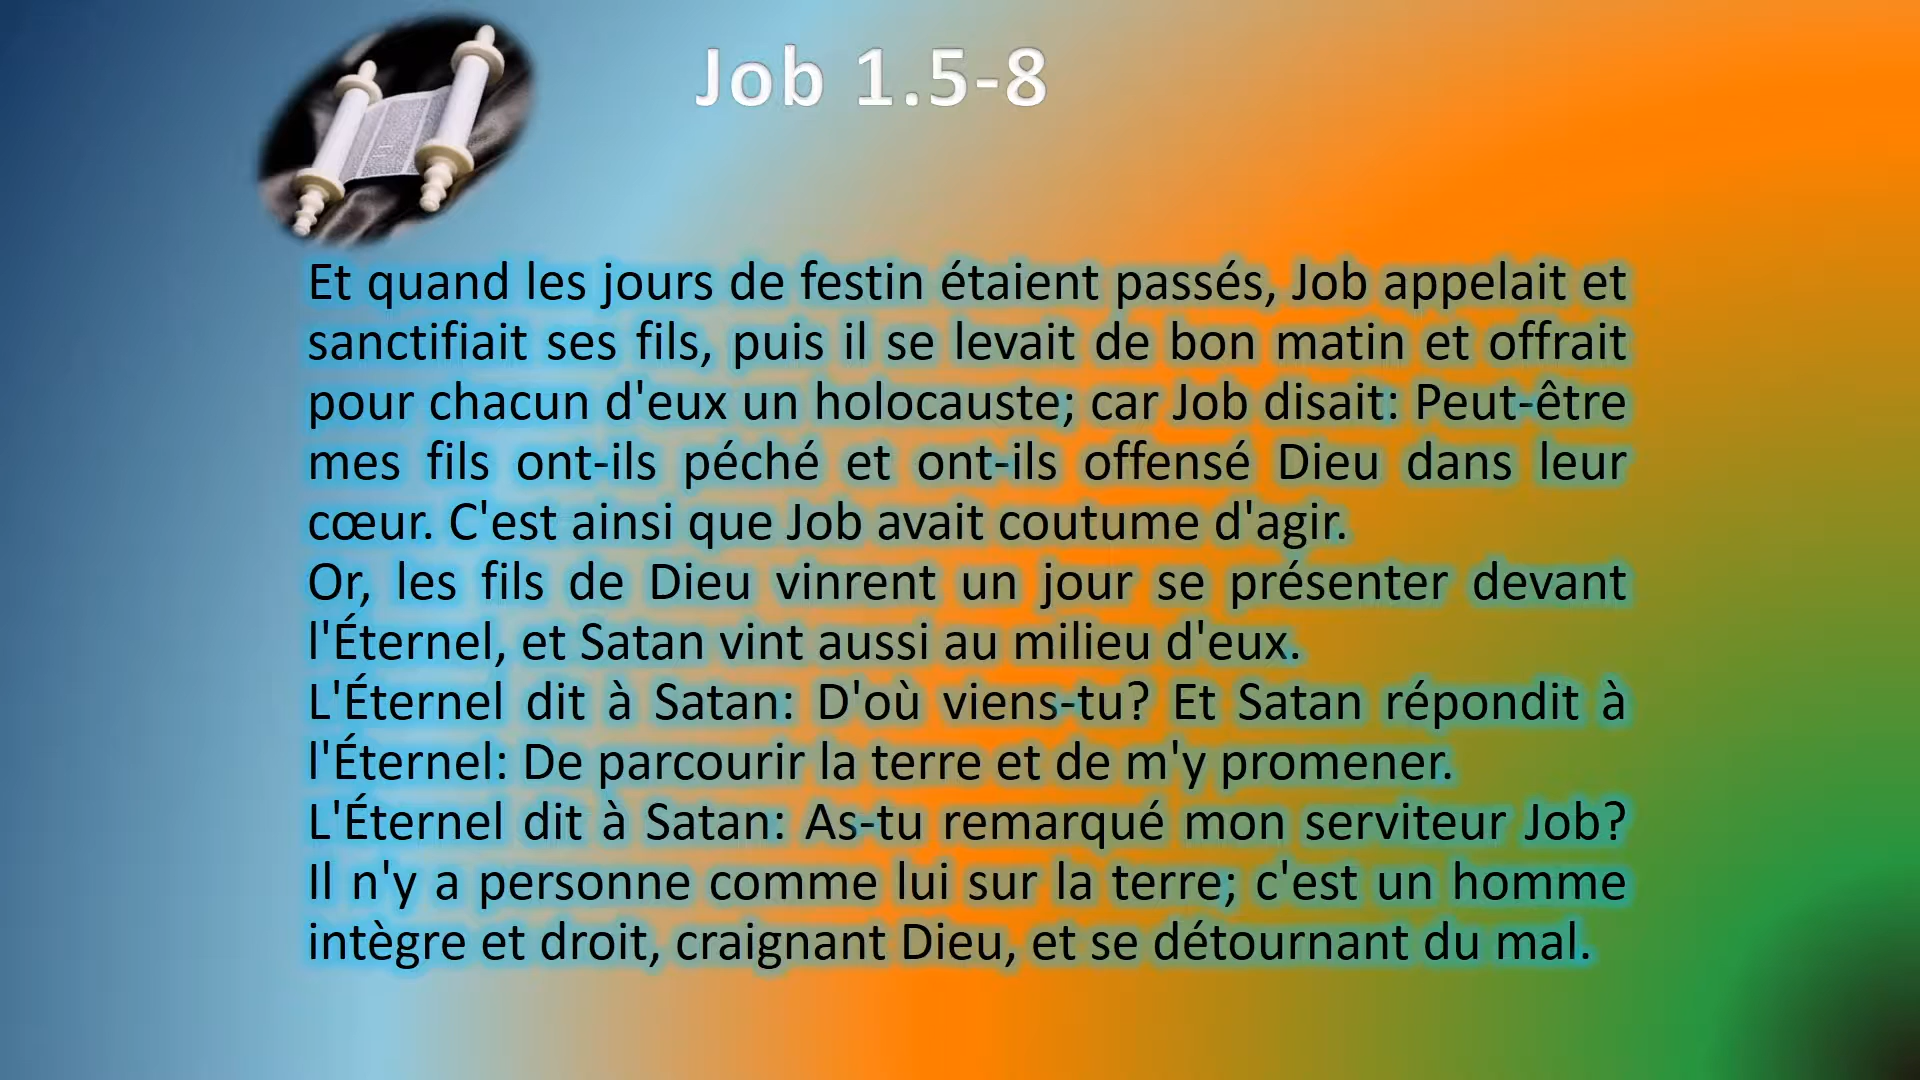 Job 1.5-8
Et quand les jours de festin étaient passés, Job appelait et
sanctifiait ses fils, puis il se levait de bon matin et offrait
pour chacun d'eux un holocauste; car Job disait: Peut-être
mes fils ont-ils péché et ont-ils offensé Dieu dans leur
cœur. C'est ainsi que Job avait coutume d'agir.
Or, les fils de Dieu vinrent un jour se présenter devant
l'Éternel, et Satan vint aussi au milieu d'eux.
L'Éternel dit à Satan: D'où viens-tu? Et Satan répondit à
l'Éternel: De parcourir la terre et de m'y promener.
L'Éternel dit à Satan: As-tu remarqué mon serviteur Job?
Il n'y a personne comme lui sur la terre; c'est un homme
intègre et droit, craignant Dieu, et se détournant du mal.